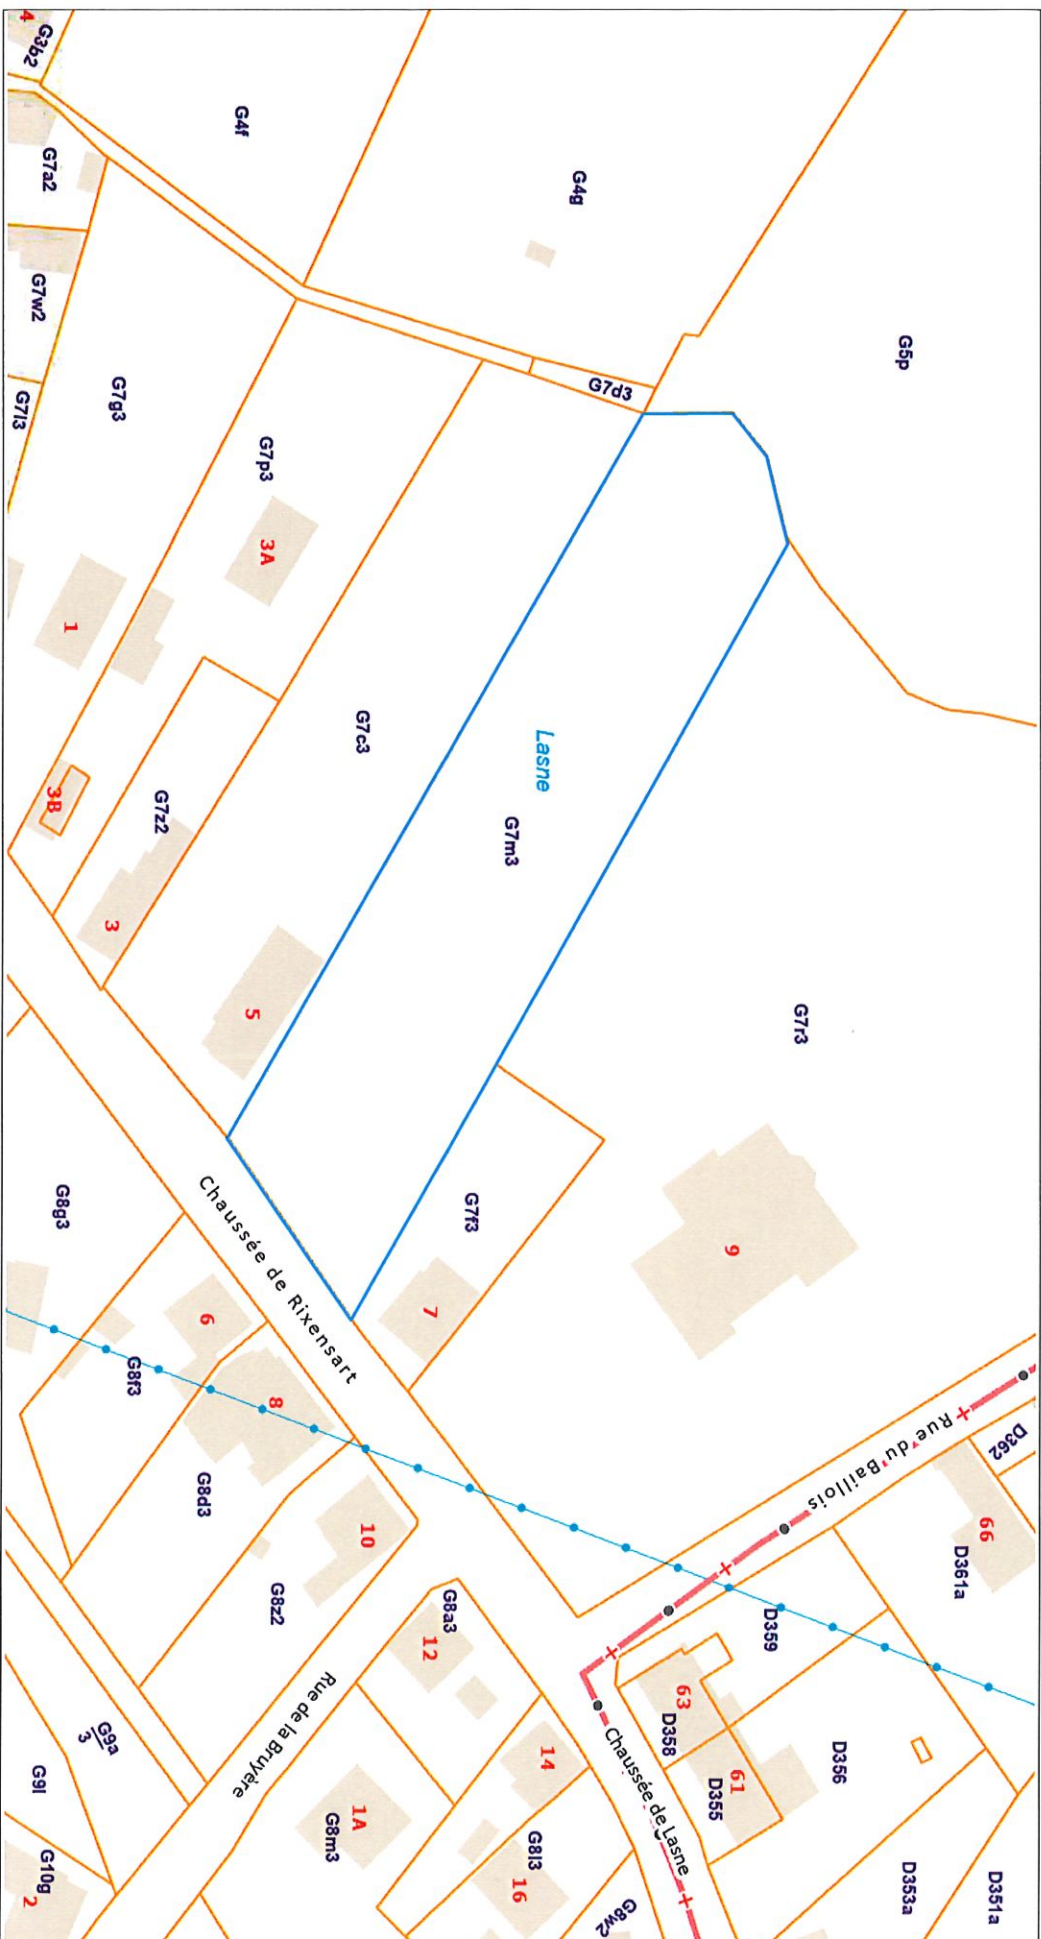 4
G3b2
G4f
G4g
G7a2
G5p
G7w2
G7l3
G7g3
G7d3
G7p3
3A
1
G7c3
Lasne
G7z2
3B
G7m3
3
5
G7r3
G8g3
Chaussée de Rixensart
G7f3
9
7
6
G8f3
8
Rue du Baillois
D362
G8d3
10
66
D361a
G8z2
G8a3
12
D359
63
D358
Rue de la Bruyère
G9a
3
14
Chaussée de Lasne
61
D355
D356
G9l
1A
G8m3
G8l3
16
D353a
D351a
G10g
2
G8w2